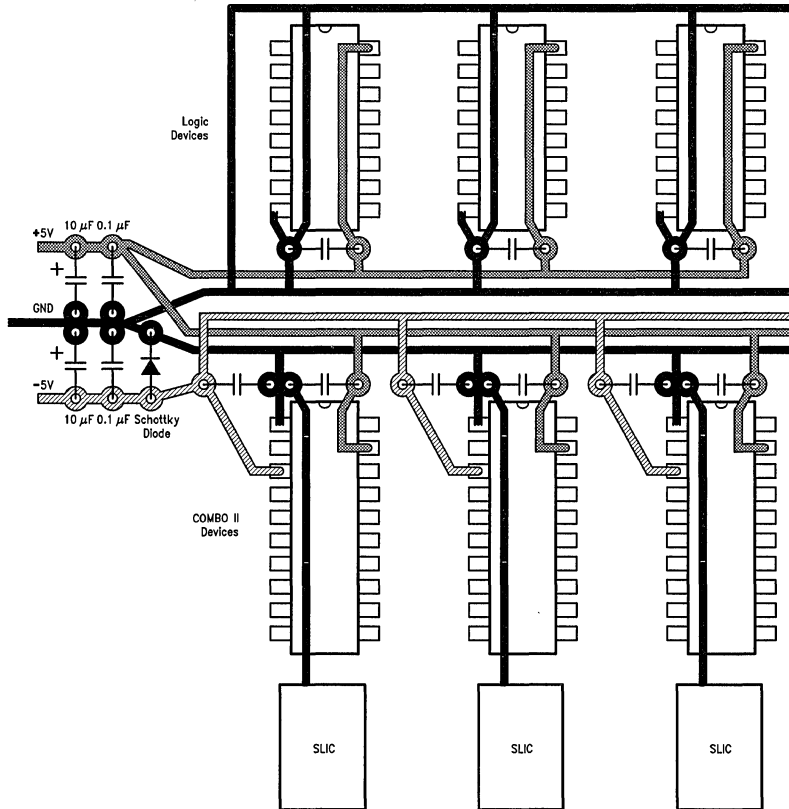 Logic
Devices
+5V
10 μF 0.1 μF
+
GND
+
−5V
10 μF 0.1 μF Schottky
Diode
COMBO II
Devices
SLIC
SLIC
SLIC